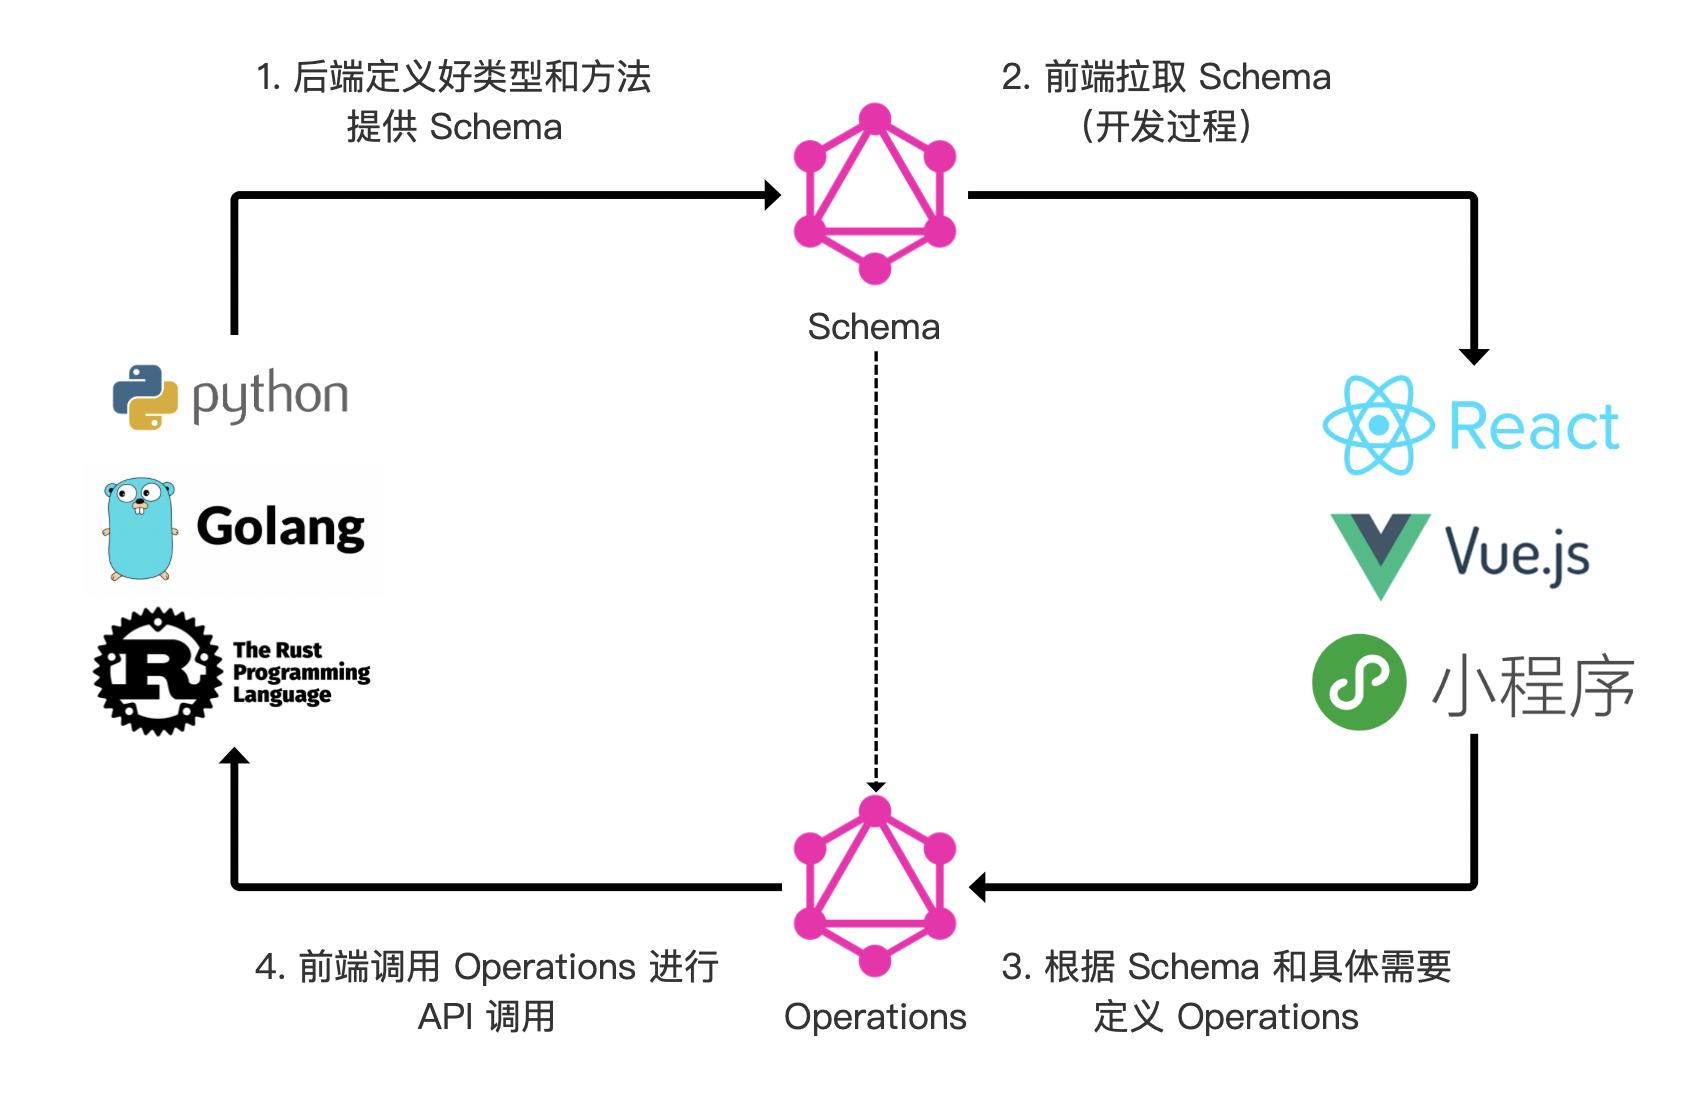 1. 后端定义好类型和方法
提供 Schema
2. 前端拉取 Schema
（开发过程）
Schema
python
Golang
The Rust
Programming
Language
React
Vue.js
小程序
4. 前端调用 Operations 进行
API 调用
Operations
3. 根据 Schema 和具体需要
定义 Operations